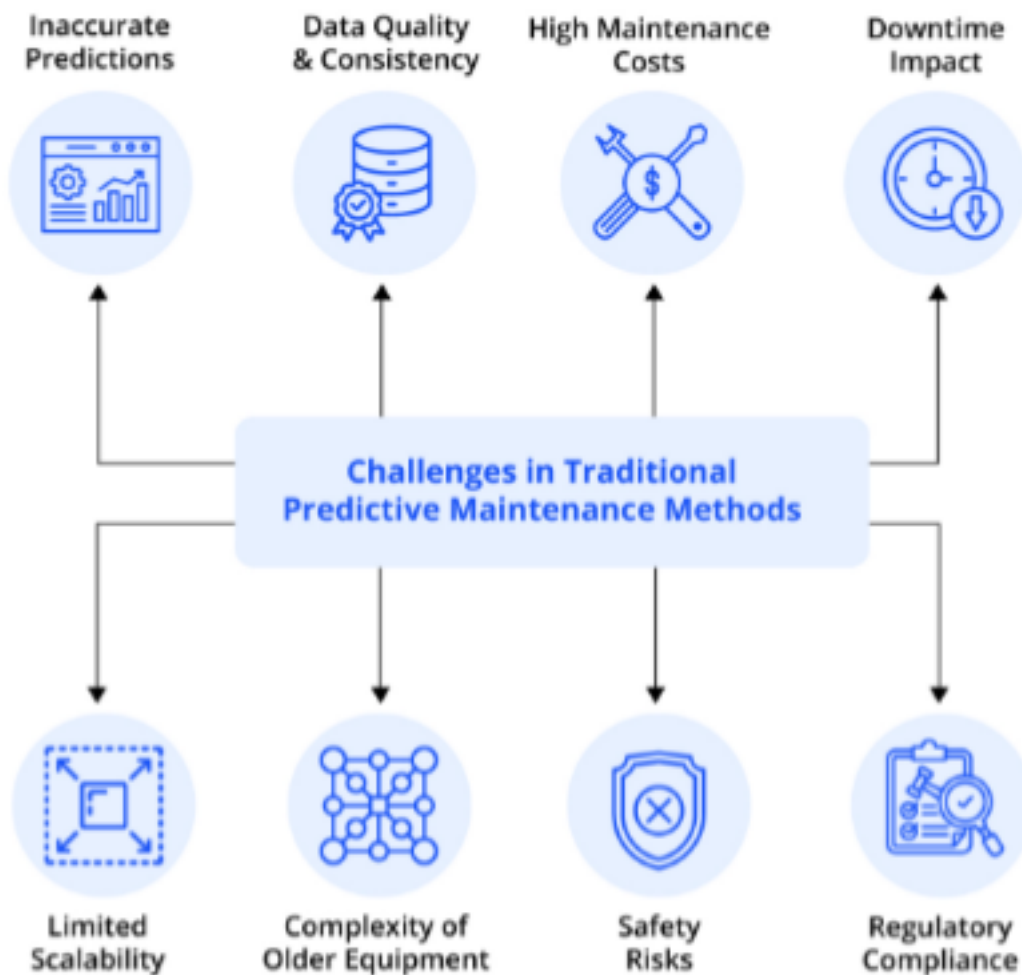 Inaccurate
Predictions
Data Quality
& Consistency
High Maintenance
Costs
Downtime
Impact
$
Challenges in Traditional
Predictive Maintenance Methods
Limited
Scalability
Complexity of
Older Equipment
Safety
Risks
Regulatory
Compliance